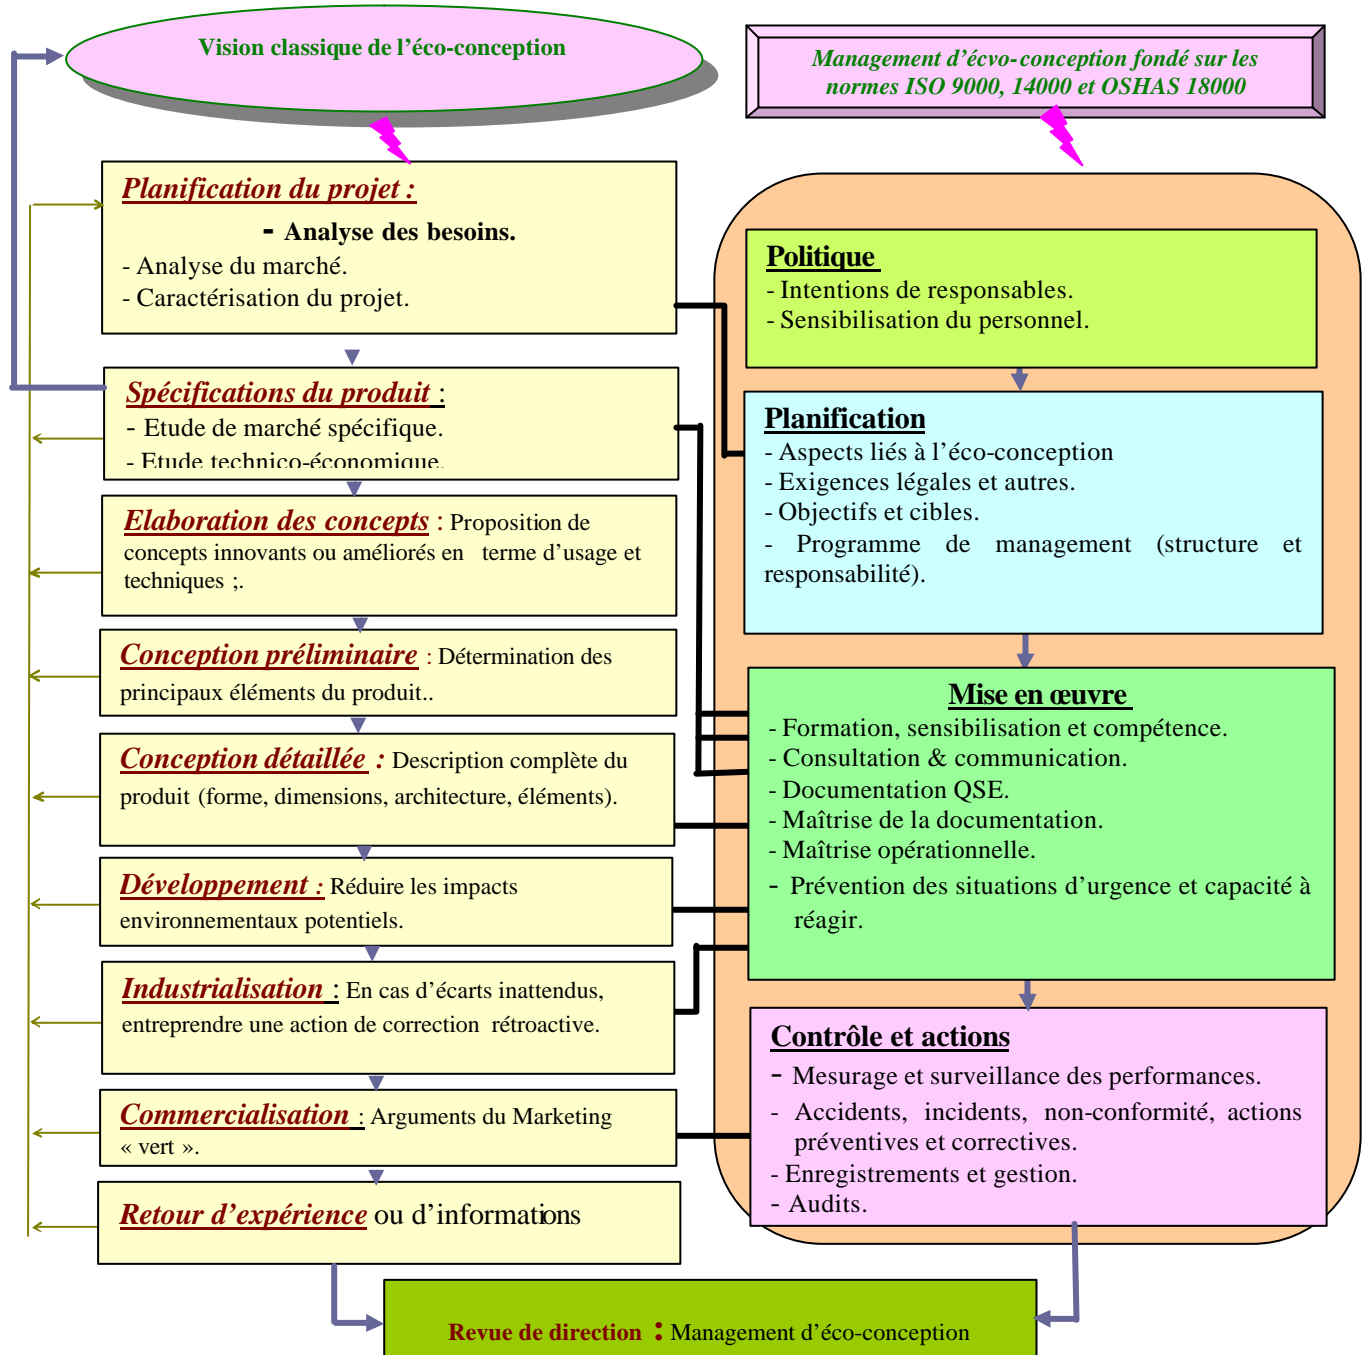 Vision classique de l'éco-conception
Management d'écvo-conception fondé sur les
normes ISO 9000, 14000 et OSHAS 18000
Planification du projet :
- Analyse des besoins.
- Analyse du marché.
- Caractérisation du projet.
Spécifications du produit :
- Etude de marché spécifique.
- Etude technico-économique.
Elaboration des concepts : Proposition de
concepts innovants ou améliorés en terme d'usage et
techniques ;.
Conception préliminaire : Détermination des
principaux éléments du produit..
Conception détaillée : Description complète du
produit (forme, dimensions, architecture, éléments).
Développement : Réduire les impacts
environnementaux potentiels.
Industrialisation : En cas d'écarts inattendus,
entreprendre une action de correction rétroactive.
Commercialisation : Arguments du Marketing
« vert ».
Retour d'expérience ou d'informations
Politique
- Intentions de responsables.
- Sensibilisation du personnel.
Planification
- Aspects liés à l'éco-conception
- Exigences légales et autres.
- Objectifs et cibles.
- Programme de management (structure et
responsabilité).
Mise en œuvre
- Formation, sensibilisation et compétence.
- Consultation & communication.
- Documentation QSE.
- Maîtrise de la documentation.
- Maîtrise opérationnelle.
- Prévention des situations d'urgence et capacité à
réagir.
Contrôle et actions
- Mesurage et surveillance des performances.
- Accidents, incidents, non-conformité, actions
préventives et correctives.
- Enregistrements et gestion.
- Audits.
Revue de direction : Management d'éco-conception